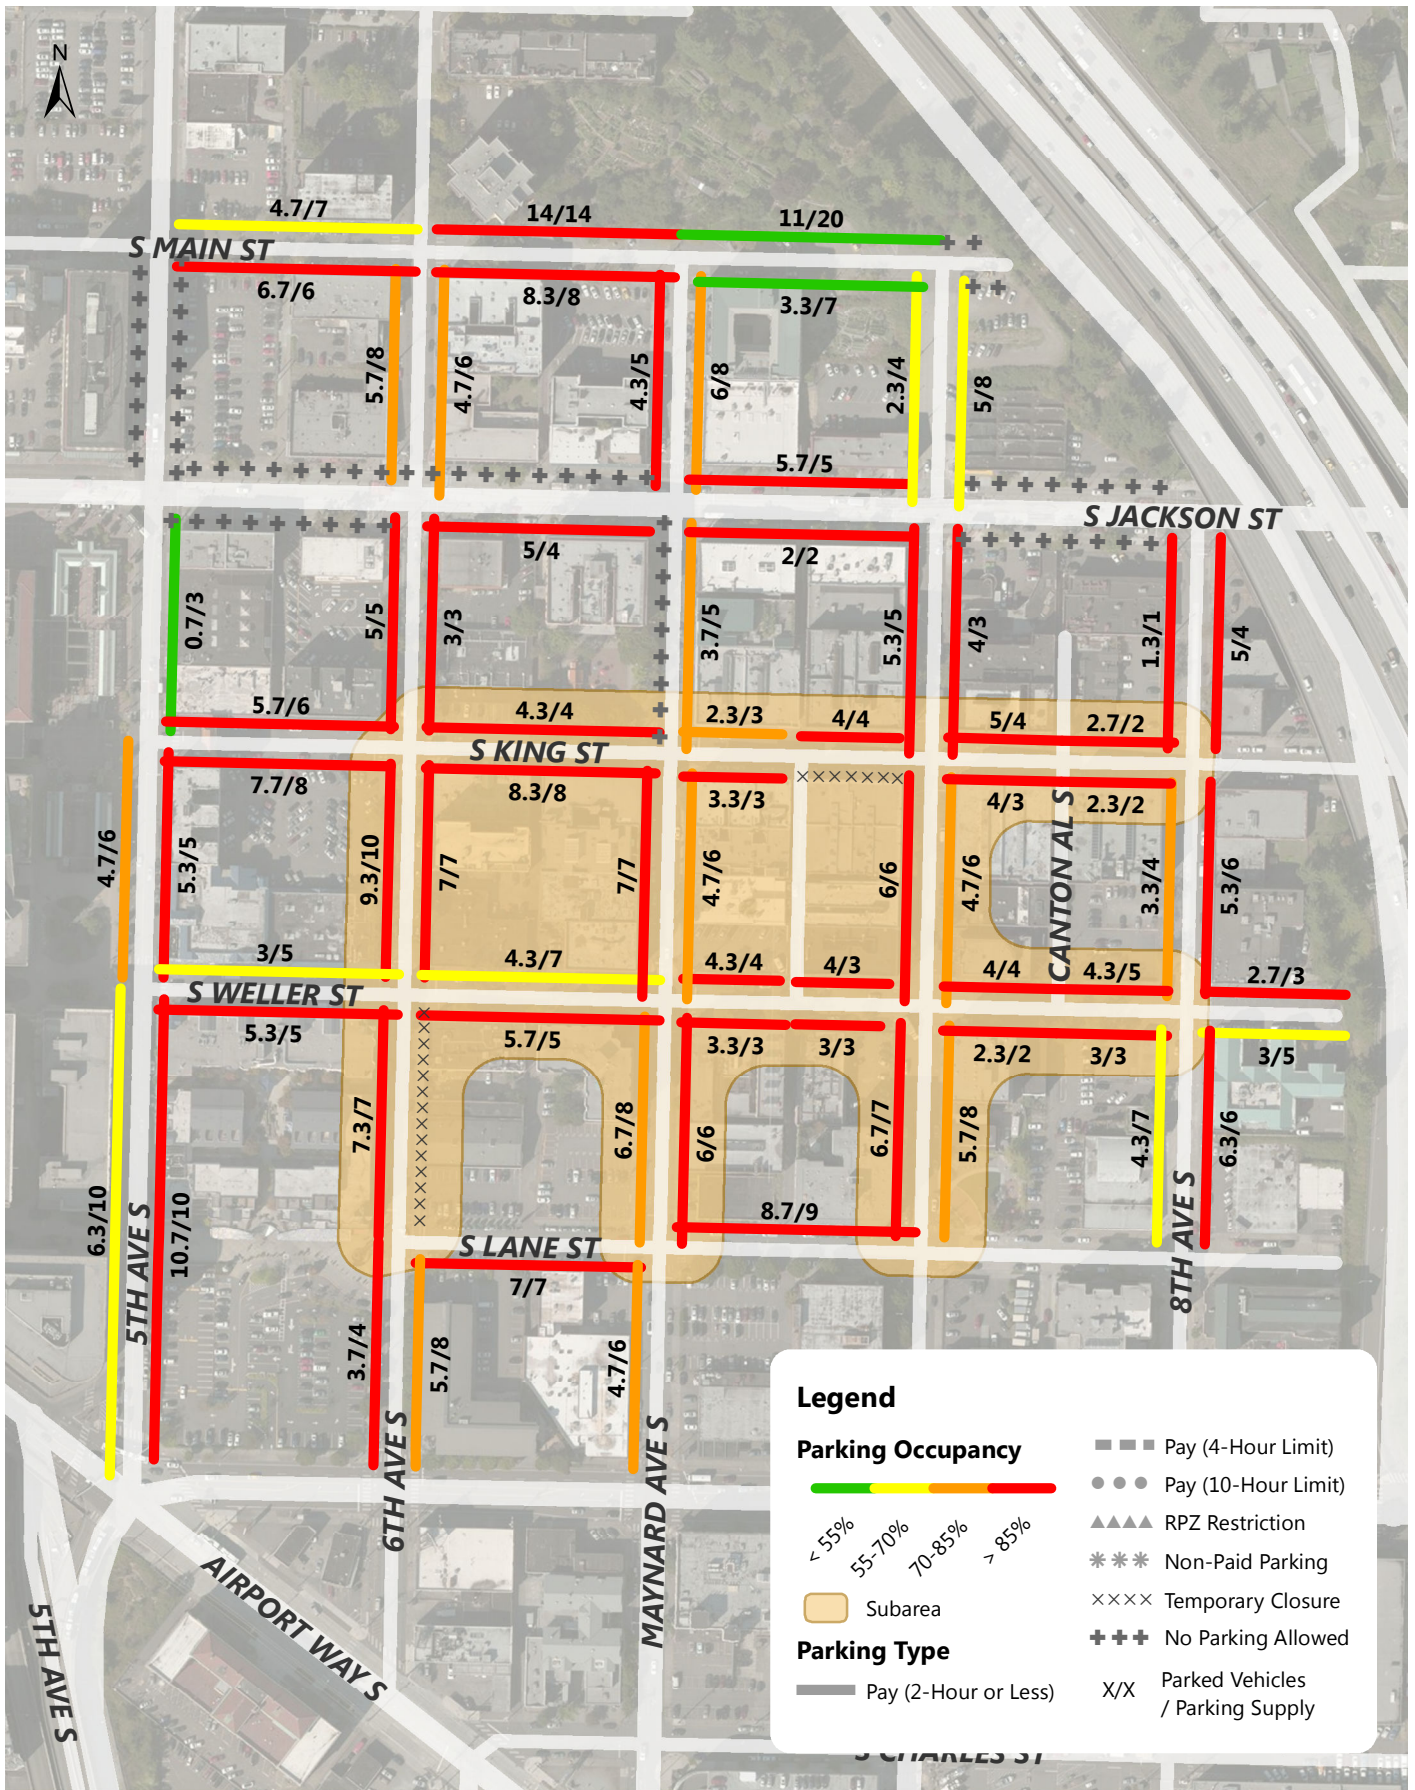 N
4.7/7
14/14
11/20
S MAIN ST
6.7/6
8.3/8
3.3/7
5.7/8
4.7/6
4.3/5
6/8
2.3/4
5/8
5.7/5
S JACKSON ST
5/4
2/2
0.7/3
5/5
3/3
3.7/5
5.3/5
4/3
1.3/1
5/4
5.7/6
4.3/4
2.3/3
4/4
5/4
2.7/2
S KING ST
7.7/8
8.3/8
3.3/3
4/3
2.3/2
4.7/6
5.3/5
9.3/10
7/7
7/7
4.7/6
6/6
4.7/6
CANTON AL S
3.3/4
5.3/6
3/5
4.3/7
4.3/4
4/3
4/4
4.3/5
2.7/3
S WELLER ST
5.3/5
5.7/5
3.3/3
3/3
2.3/2
3/3
3/5
6.3/10
10.7/10
7.3/7
6.7/8
6/6
6.7/7
5.7/8
4.3/7
6.3/6
8.7/9
5TH AVE S
S LANE ST
8TH AVE S
7/7
3.7/4
5.7/8
4.7/6
6TH AVE S
MAYNARD AVE S
AIRPORT WAY S
5TH AVE S
S CHARLES ST
Legend
Parking Occupancy
< 55%
55-70%
70-85%
> 85%
Subarea
Parking Type
Pay (2-Hour or Less)
Pay (4-Hour Limit)
Pay (10-Hour Limit)
RPZ Restriction
Non-Paid Parking
Temporary Closure
No Parking Allowed
X/X
Parked Vehicles
/ Parking Supply